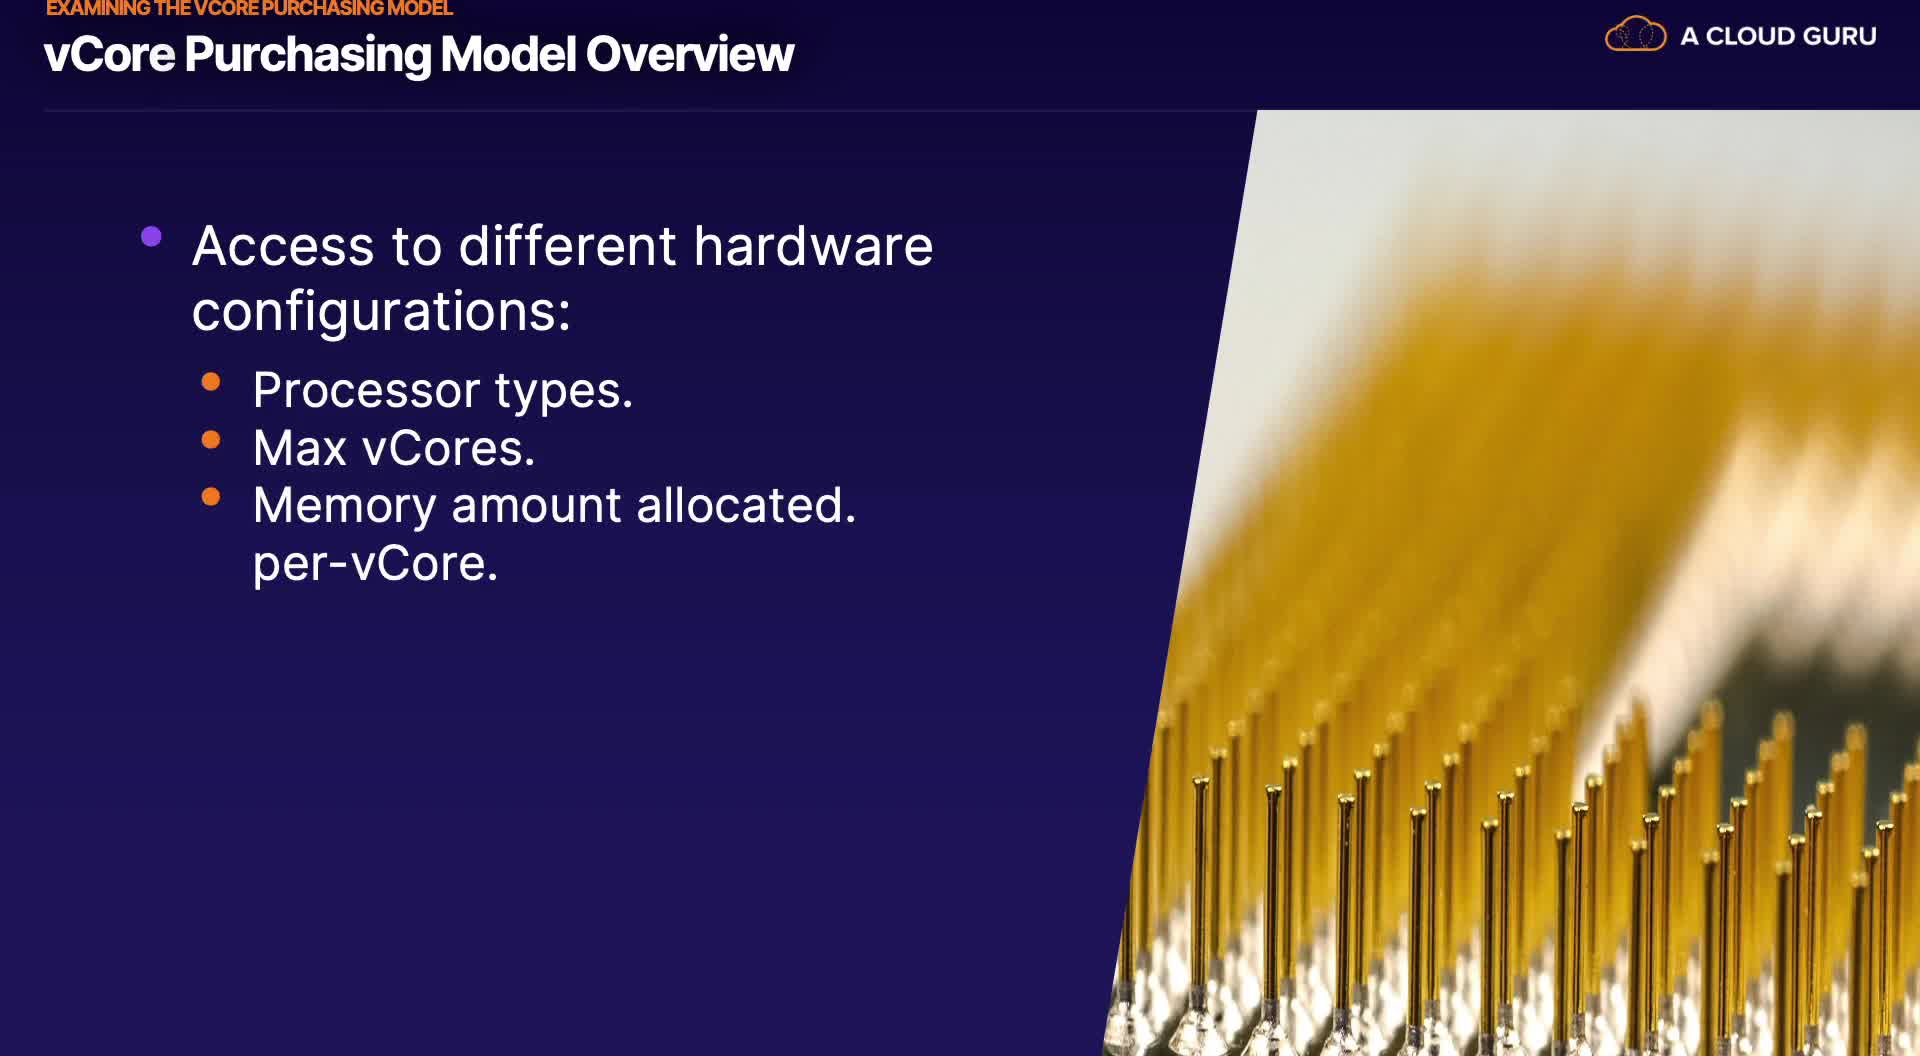 EXAMINING THE VCORE PURCHASING MODEL
vCore Purchasing Model Overview
A CLOUD GURU
Access to different hardware
configurations:
Processor types.
Max vCores.
Memory amount allocated.
per-vCore.